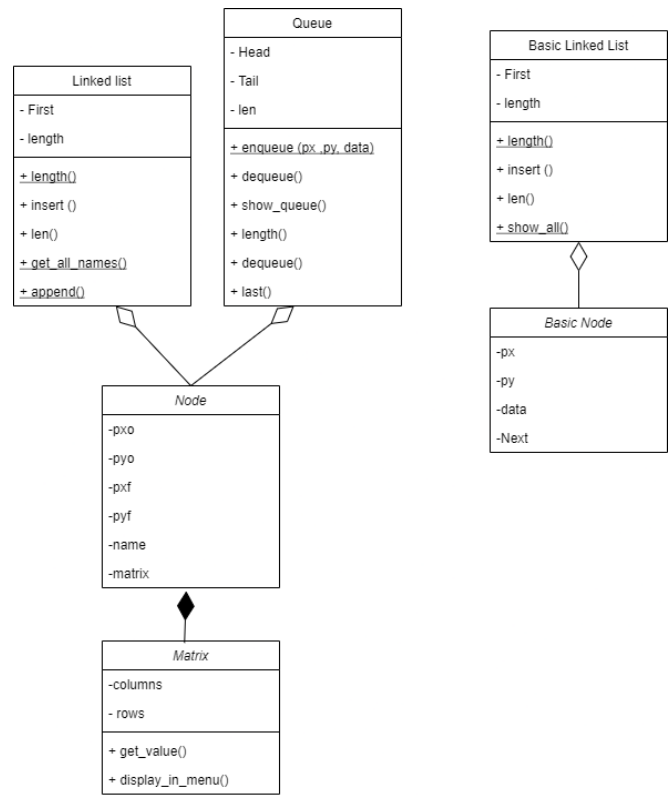 Linked list
- First
- length
+ length()
+ insert ()
+ len()
+ get_all_names()
+ append()
Queue
- Head
- Tail
- len
+ enqueue (px ,py, data)
+ dequeue()
+ show_queue()
+ length()
+ dequeue()
+ last()
Basic Linked List
- First
- length
+ length()
+ insert ()
+ len()
+ show_all()
Basic Node
-px
-py
-data
-Next
Node
-pxo
-pyo
-pxf
-pyf
-name
-matrix
Matrix
-columns
- rows
+ get_value()
+ display_in_menu()